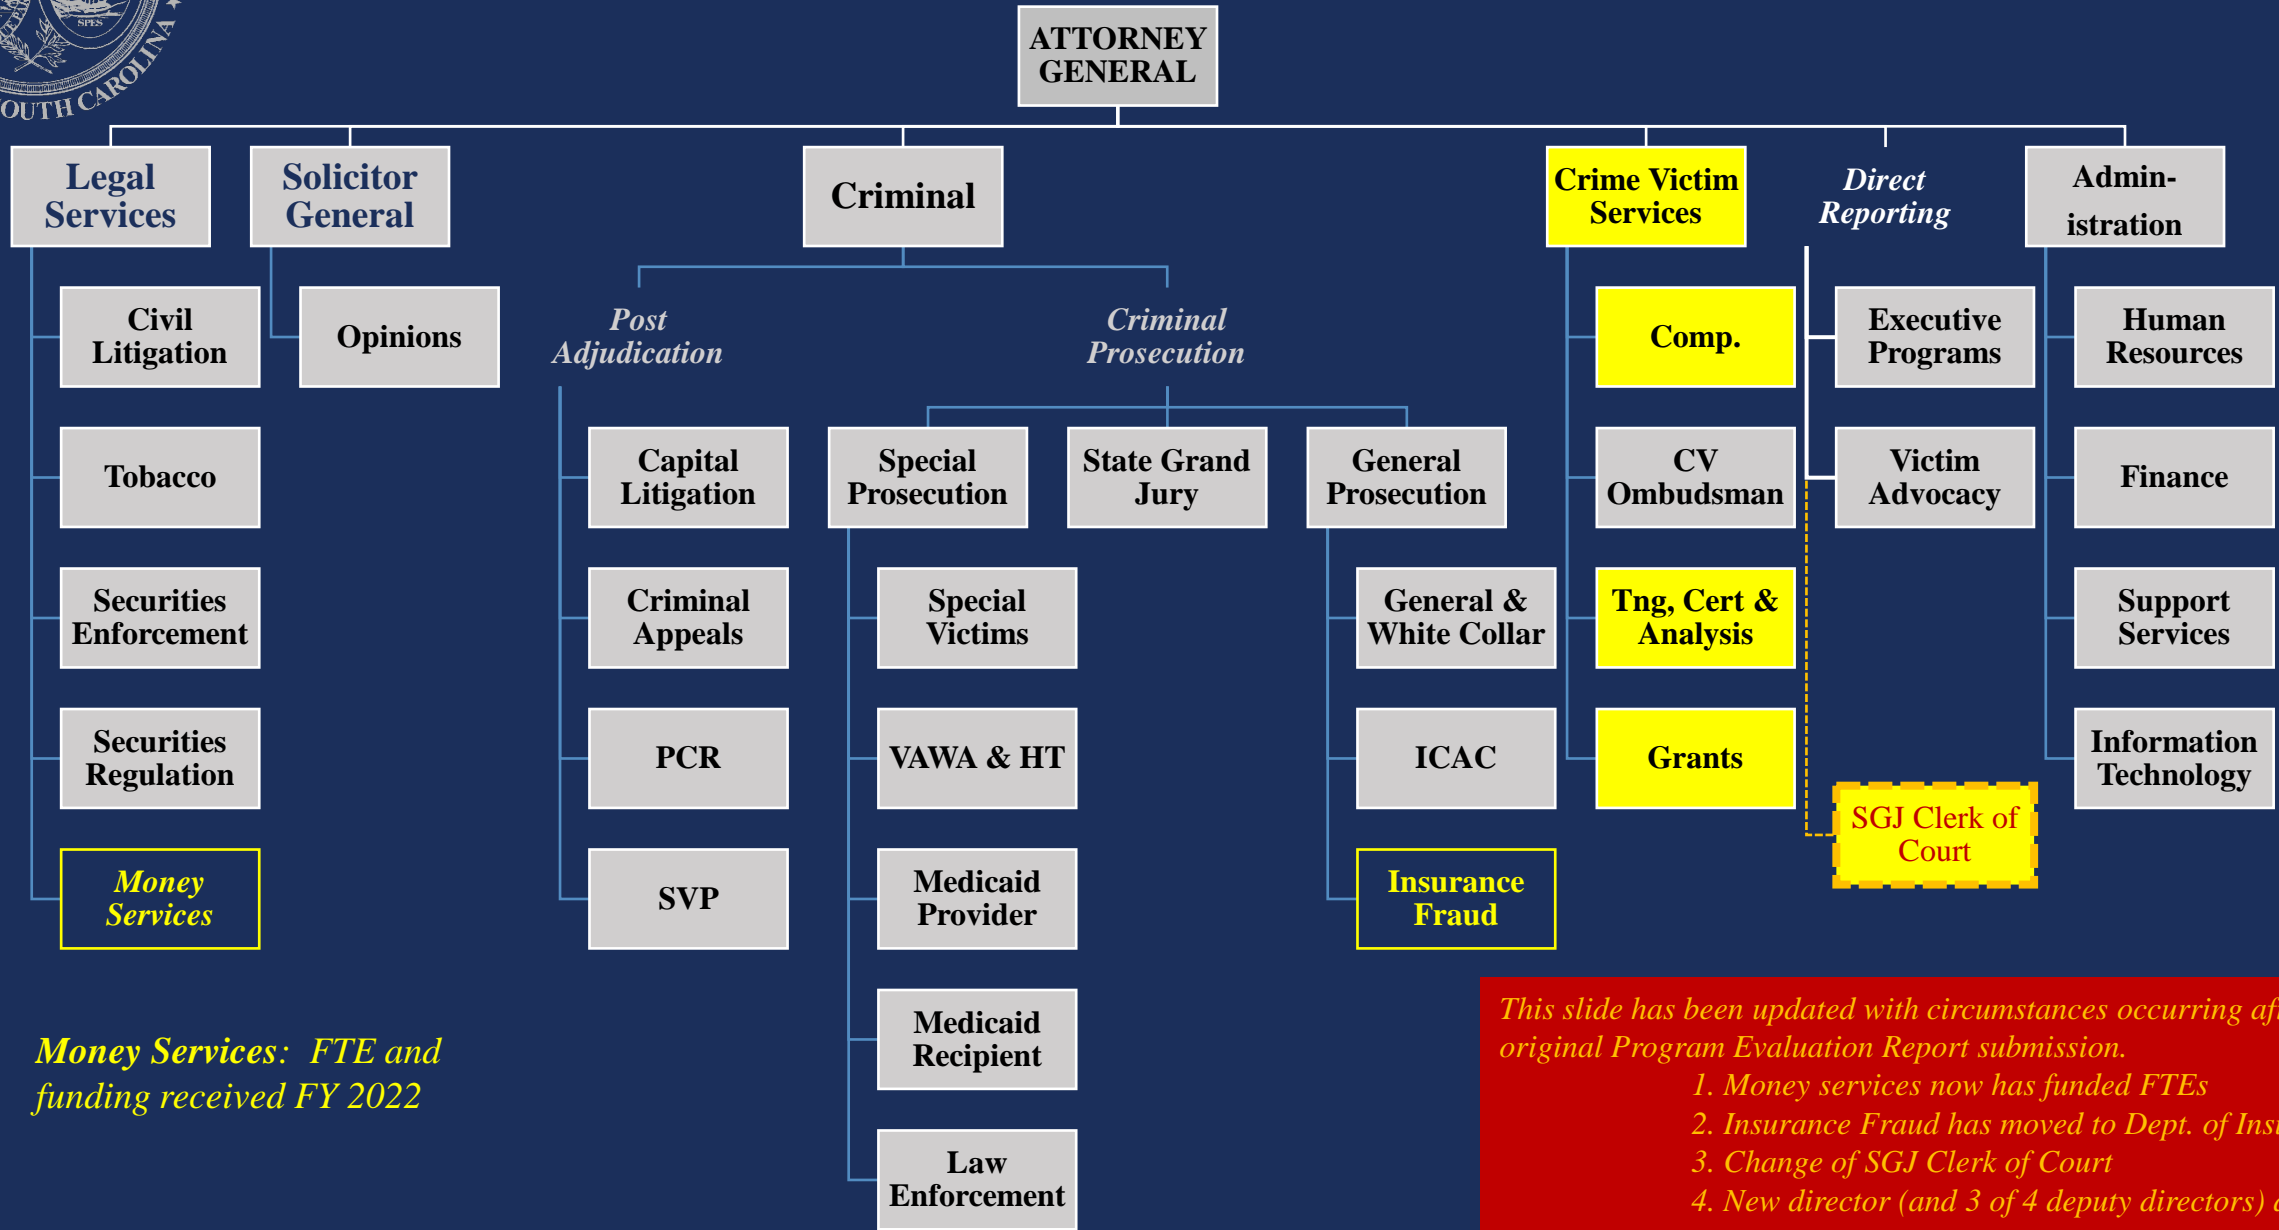 SPES
OUTH CAROLINA
ATTORNEY
GENERAL
Legal
Services
Solicitor
General
Criminal
Crime Victim
Services
Direct
Reporting
Admin-
istration
Civil
Litigation
Opinions
Post
Adjudication
Criminal
Prosecution
Comp.
Executive
Programs
Human
Resources
Tobacco
Capital
Litigation
Special
Prosecution
State Grand
Jury
General
Prosecution
CV
Ombudsman
Victim
Advocacy
Finance
Securities
Enforcement
Criminal
Appeals
Special
Victims
General &
White Collar
Tng, Cert &
Analysis
Support
Services
Securities
Regulation
PCR
VAWA & HT
ICAC
Grants
Information
Technology
SGJ Clerk of
Court
Money
Services
SVP
Medicaid
Provider
Insurance
Fraud
Medicaid
Recipient
Law
Enforcement
Money Services: FTE and
funding received FY 2022
This slide has been updated with circumstances occurring af
original Program Evaluation Report submission.
1. Money services now has funded FTEs
2. Insurance Fraud has moved to Dept. of Ins
3. Change of SGJ Clerk of Court
4. New director (and 3 of 4 deputy directors)